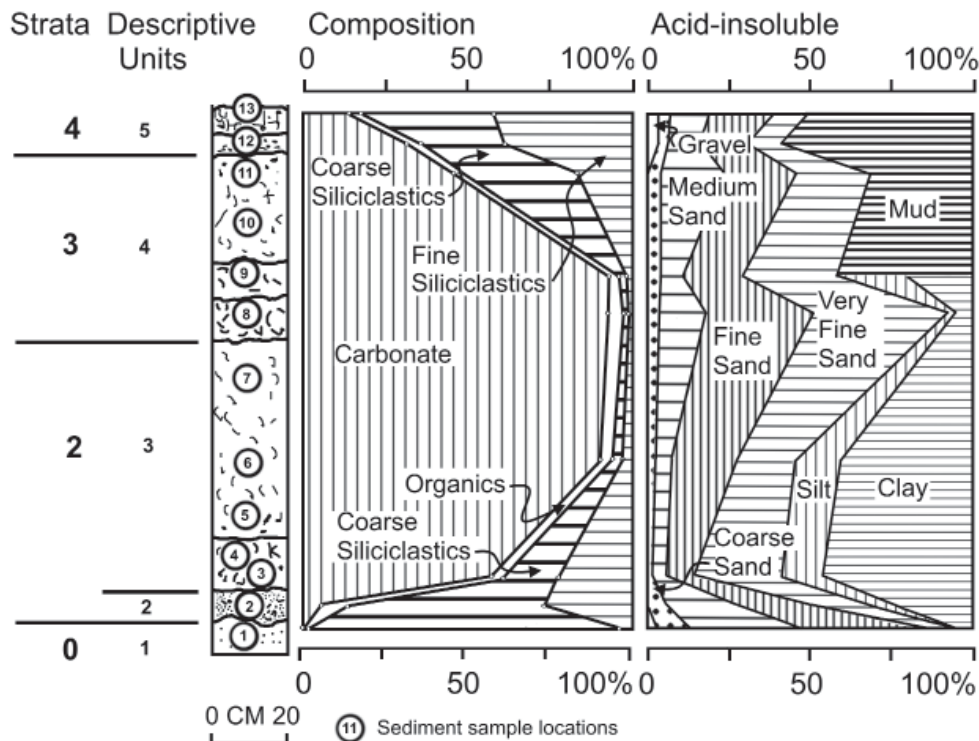 Strata Descriptive Units
Composition
Acid-insoluble
0 50 100%
0 50 100%
4 5
3 4
2 3
2
0 1
13
12
11
10
9
8
7
6
5
4
3
2
1
Coarse
Siliciclastics
Fine
Siliciclastics
Carbonate
Organics
Coarse
Siliciclastics
Gravel
Medium
Sand
Mud
Very
Fine
Sand
Fine
Sand
Silt
Clay
Coarse
Sand
0 50 100%
0 50 100%
0 CM 20
11 Sediment sample locations